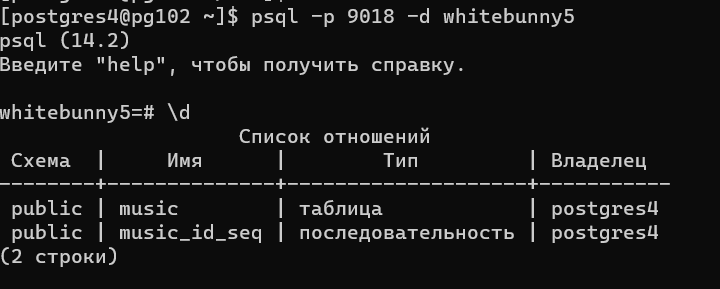 [postgres4@pg102 ~]$ psql -p 9018 -d whitebunny5
psql (14.2)
Введите "help", чтобы получить справку.
whitebunny5=# \d
Список отношений
Схема | Имя | Тип | Владелец
--------+--------------+--------------------+-----------
public | music | таблица | postgres4
public | music_id_seq | последовательность | postgres4
(2 строки)